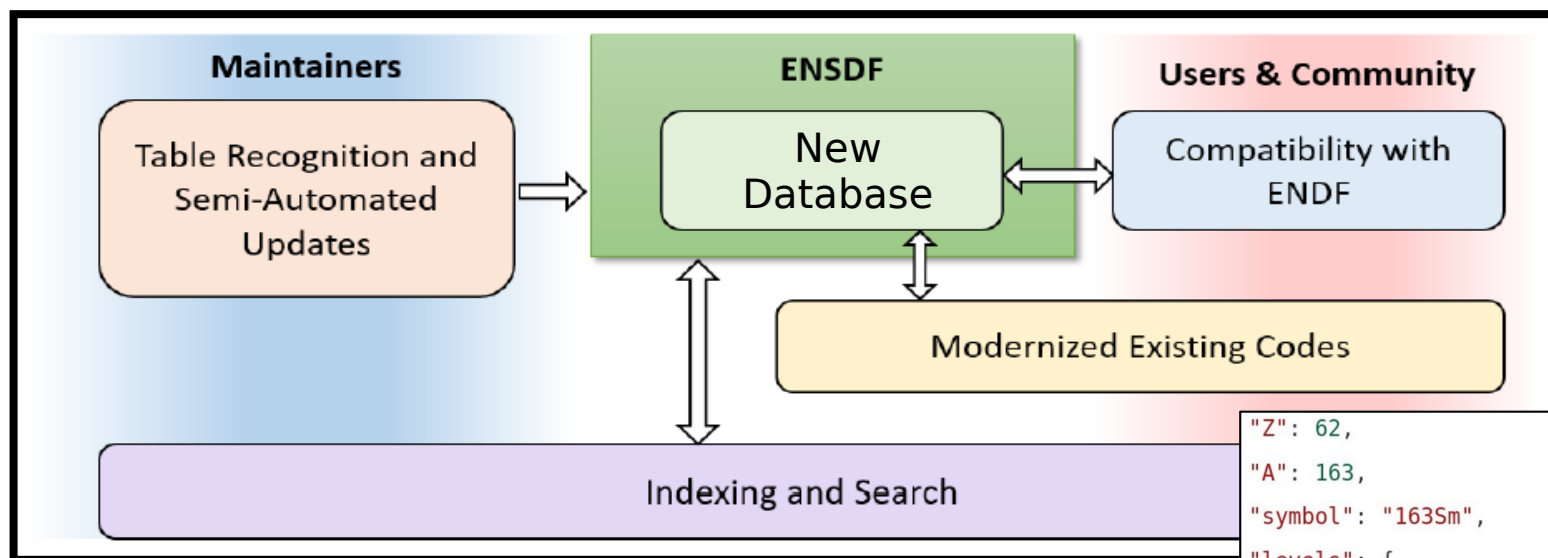 Maintainers
ENSDF
Users & Community
Table Recognition and
Semi-Automated
Updates
New
Database
Compatibility with
ENDF
Modernized Existing Codes
Indexing and Search
"Z": 62,
"A": 163,
"symbol": "163Sm",
"levels": {